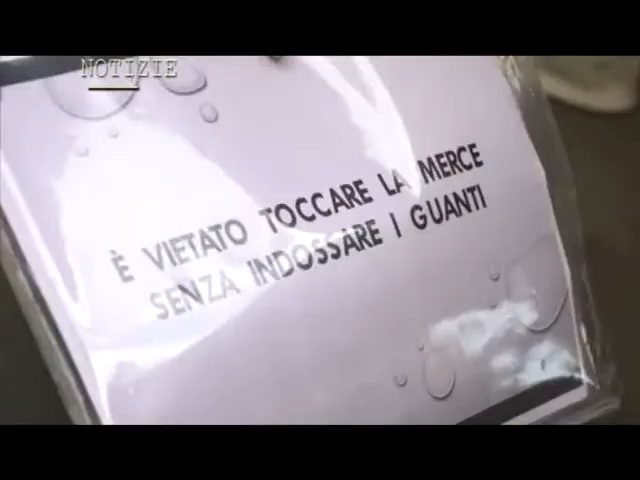 NOTIZIE
È VIETATO TOCCARE LA MERCE
SENZA INDOSSARE I GUANTI